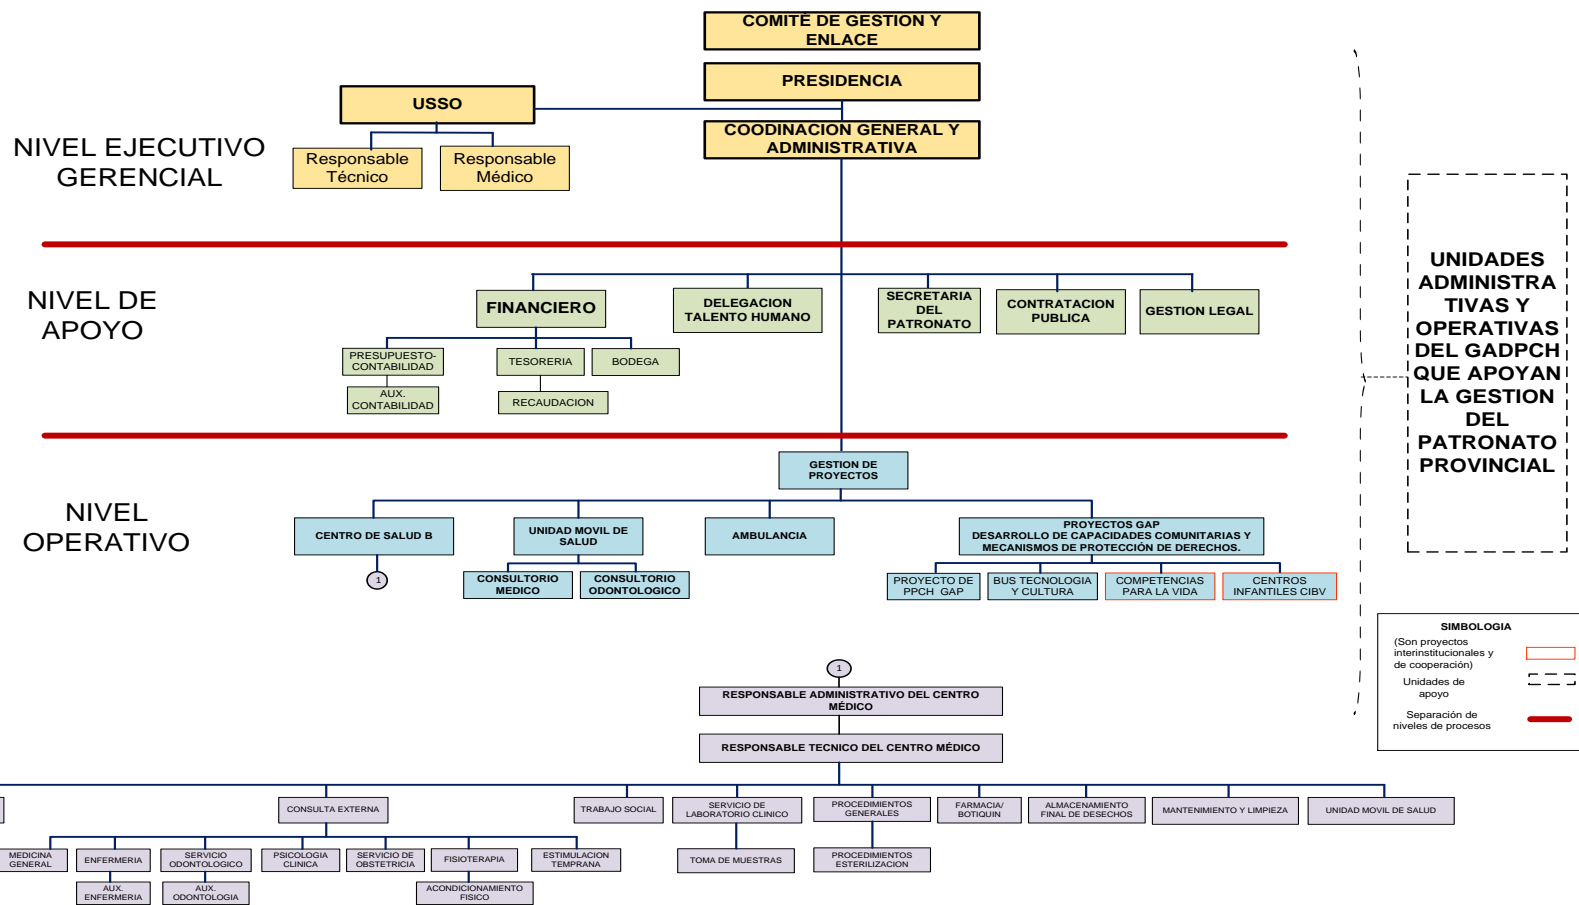 COMITÉ DE GESTION Y
ENLACE
PRESIDENCIA
USSO
COODINACION GENERAL Y
ADMINISTRATIVA
NIVEL EJECUTIVO
GERENCIAL
Responsable
Técnico
Responsable
Médico
UNIDADES
ADMINISTRA
TIVAS Y
OPERATIVAS
DEL GADPCH
QUE APOYAN
LA GESTION
DEL
PATRONATO
PROVINCIAL
NIVEL DE
APOYO
FINANCIERO
DELEGACION
TALENTO HUMANO
SECRETARIA
DEL
PATRONATO
CONTRATACION
PUBLICA
GESTION LEGAL
PRESUPUESTO-
CONTABILIDAD
TESORERIA
BODEGA
AUX.
CONTABILIDAD
RECAUDACION
NIVEL
OPERATIVO
GESTION DE
PROYECTOS
CENTRO DE SALUD B
UNIDAD MOVIL DE
SALUD
AMBULANCIA
PROYECTOS GAP
DESARROLLO DE CAPACIDADES COMUNITARIAS Y
MECANISMOS DE PROTECCIÓN DE DERECHOS.
1
CONSULTORIO
MEDICO
CONSULTORIO
ODONTOLOGICO
PROYECTO DE
PPCH GAP
BUS TECNOLOGIA
Y CULTURA
COMPETENCIAS
PARA LA VIDA
CENTROS
INFANTILES CIBV
SIMBOLOGIA
(Son proyectos
interinstitucionales y
de cooperación)
Unidades de
apoyo
Separación de
niveles de procesos
1
RESPONSABLE ADMINISTRATIVO DEL CENTRO
MÉDICO
RESPONSABLE TECNICO DEL CENTRO MÉDICO
CONSULTA EXTERNA
TRABAJO SOCIAL
SERVICIO DE
LABORATORIO CLINICO
PROCEDIMIENTOS
GENERALES
FARMACIA/
BOTIQUIN
ALMACENAMIENTO
FINAL DE DESECHOS
MANTENIMIENTO Y LIMPIEZA
UNIDAD MOVIL DE SALUD
MEDICINA
GENERAL
ENFERMERIA
SERVICIO
ODONTOLOGICO
PSICOLOGIA
CLINICA
SERVICIO DE
OBSTETRICIA
FISIOTERAPIA
ESTIMULACION
TEMPRANA
TOMA DE MUESTRAS
PROCEDIMIENTOS
ESTERILIZACION
AUX.
ENFERMERIA
AUX.
ODONTOLOGIA
ACONDICIONAMIENTO
FISICO